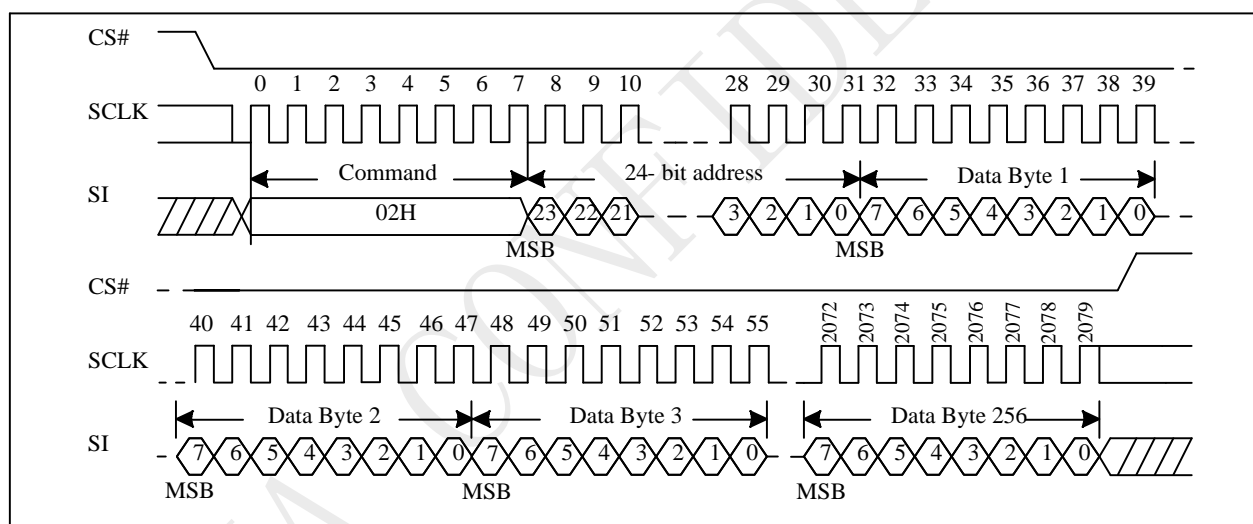 CS#
0 1 2 3 4 5 6 7 8 9 10 28 29 30 31 32 33 34 35 36 37 38 39
SCLK
Command 24- bit address Data Byte 1
SI
02H 23 22 21 3 2 1 0 7 6 5 4 3 2 1 0
MSB MSB
CS#
40 41 42 43 44 45 46 47 48 49 50 51 52 53 54 55 2072 2073 2074 2075 2076 2077 2078 2079
SCLK
Data Byte 2 Data Byte 3 Data Byte 256
SI
7 6 5 4 3 2 1 0 7 6 5 4 3 2 1 0 7 6 5 4 3 2 1 0
MSB MSB MSB